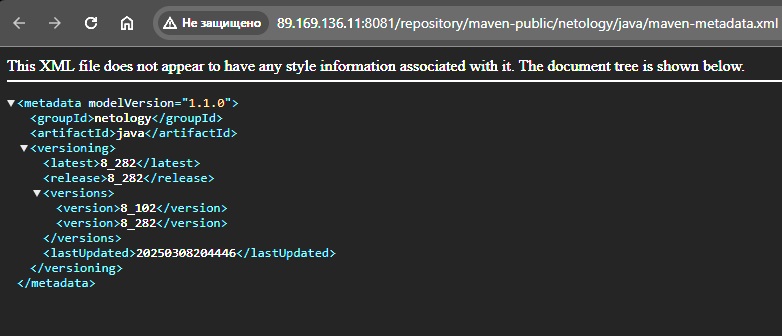 Не защищено 89.169.136.11:8081/repository/maven-public/netology/java/maven-metadata.xml
This XML file does not appear to have any style information associated with it. The document tree is shown below.
▼<metadata modelVersion="1.1.0">
<groupId>netology</groupId>
<artifactId>java</artifactId>
▼<versioning>
<latest>8_282</latest>
<release>8_282</release>
▼<versions>
<version>8_102</version>
<version>8_282</version>
</versions>
<lastUpdated>20250308204446</lastUpdated>
</versioning>
</metadata>